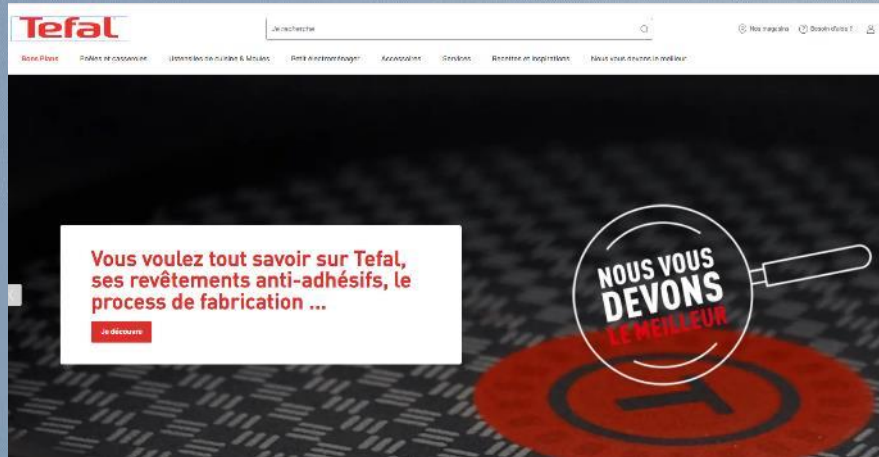 Tefal
Je recherche
Nos magasins Besoin d'aide ?
Bons Plans Poêles et casseroles Ustensiles de cuisine & Moules Petit électroménager Accessoires Services Recettes et inspirations Nous vous devons le meilleur
Vous voulez tout savoir sur Tefal,
ses revêtements anti-adhésifs, le
process de fabrication ...
Je découvre
NOUS VOUS
DEVONS
LE MEILLEUR
T